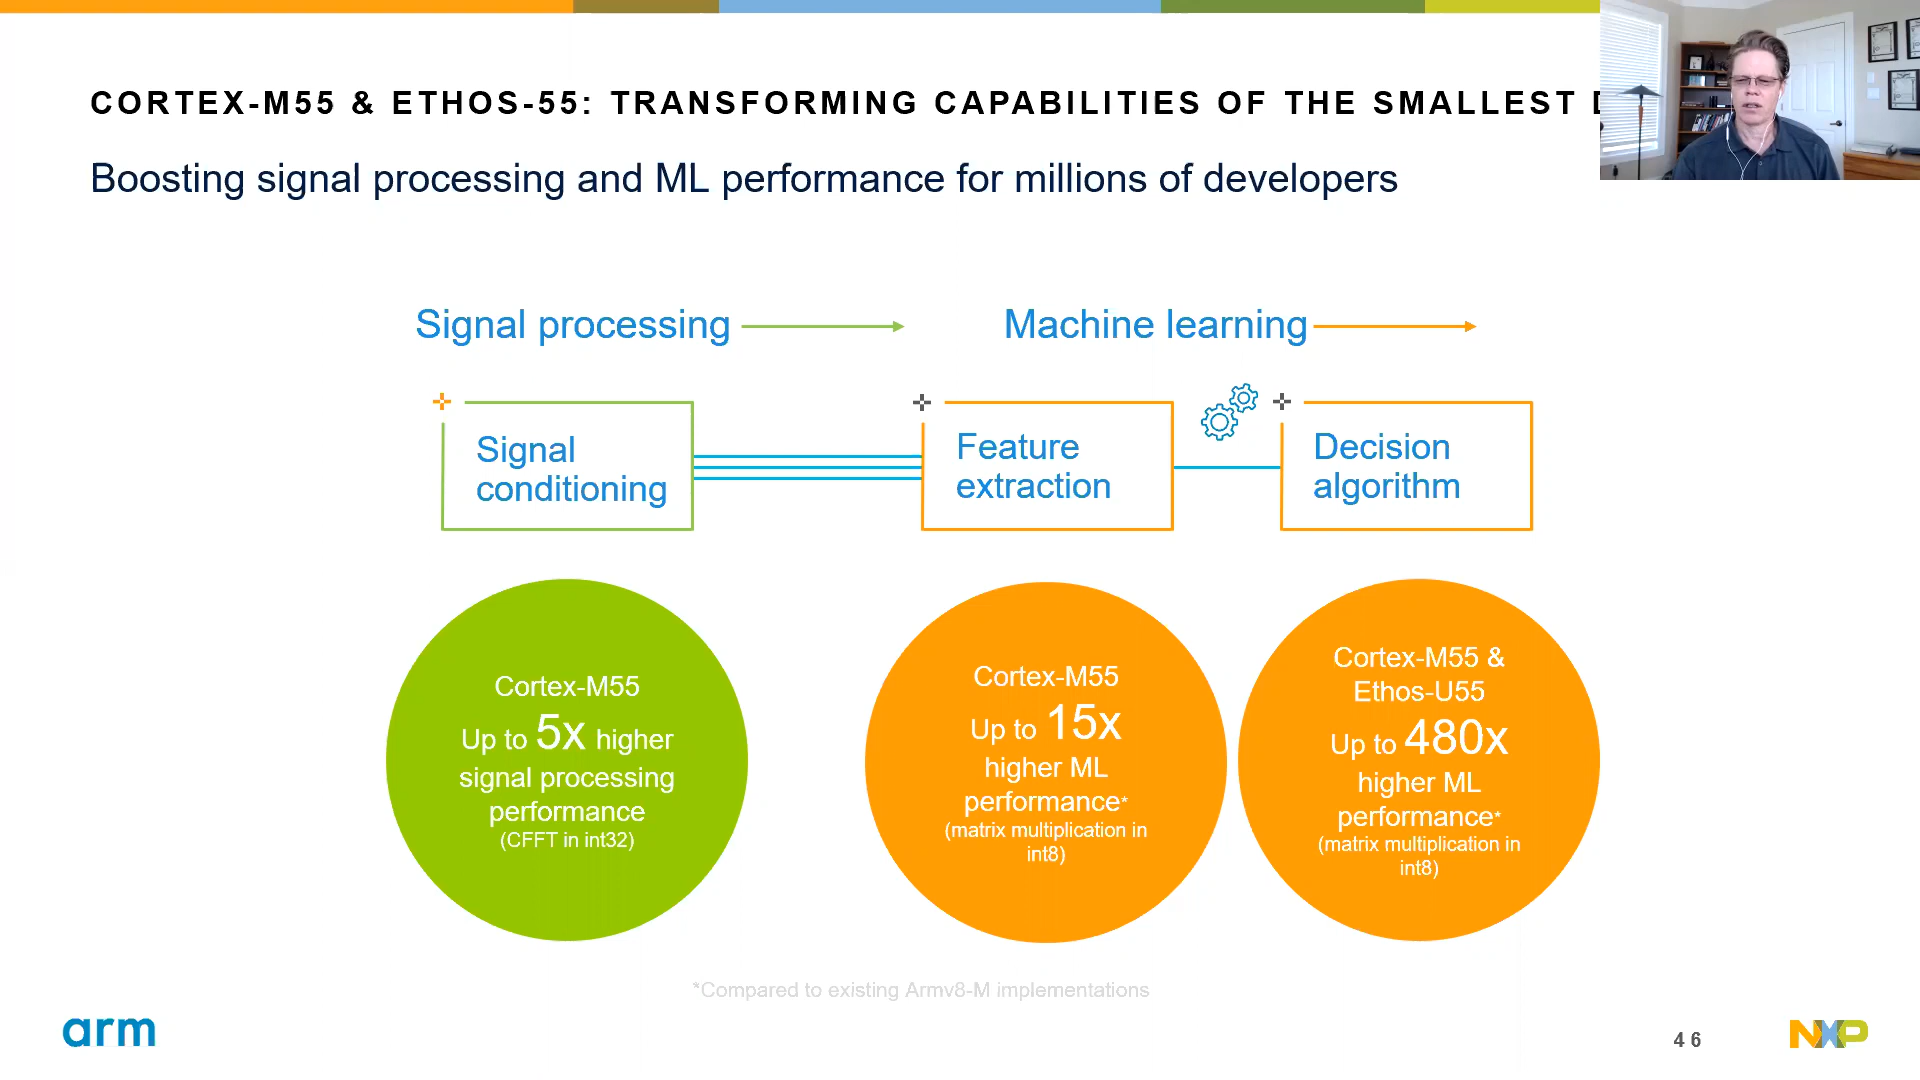 CORTEX-M55 & ETHOS-55: TRANSFORMING CAPABILITIES OF THE SMALLEST
Boosting signal processing and ML performance for millions of developers
Signal processing
Machine learning
Signal
conditioning
Feature
extraction
Decision
algorithm
Cortex-M55
Up to 5x higher
signal processing
performance
(CFFT in int32)
Cortex-M55
Up to 15x
higher ML
performance*
(matrix multiplication in
int8)
Cortex-M55 &
Ethos-U55
Up to 480x
higher ML
performance*
(matrix multiplication in
int8)
*Compared to existing Armv8-M implementations
arm
46
NXP